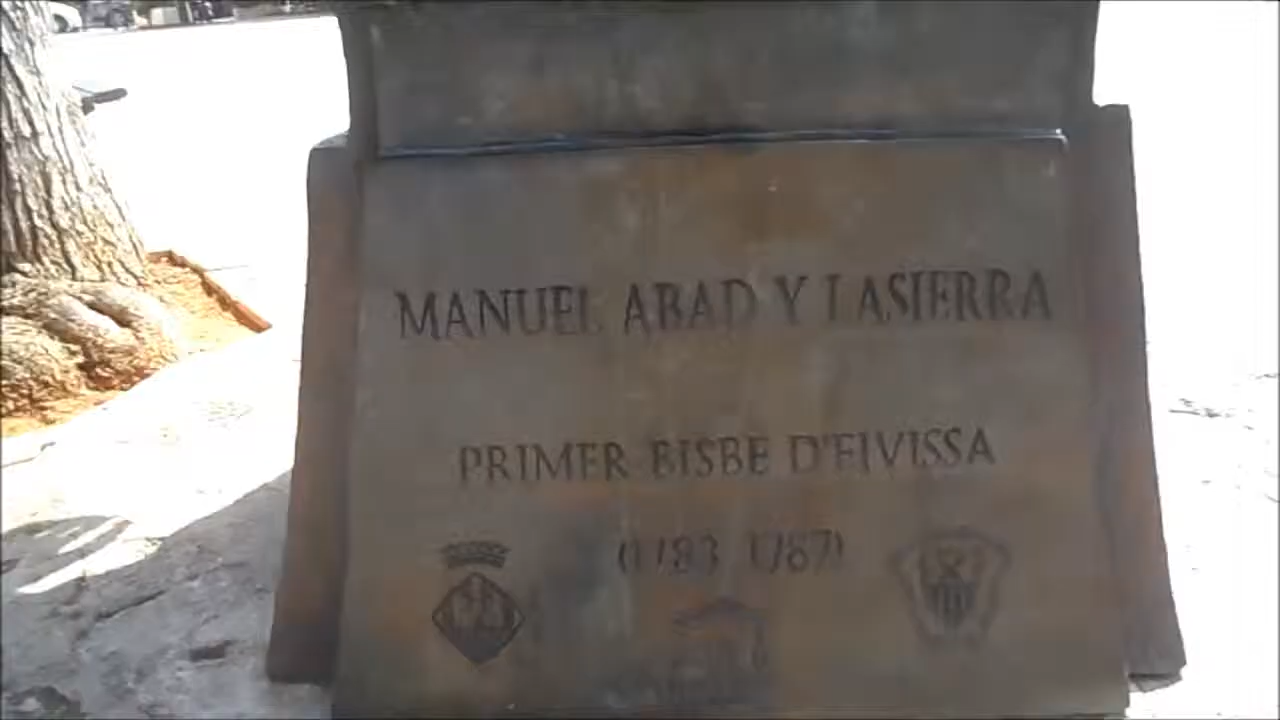 MANUEL ABAD Y LASIERRA
PRIMER BISBE D'EIVISSA
(1783 1787)